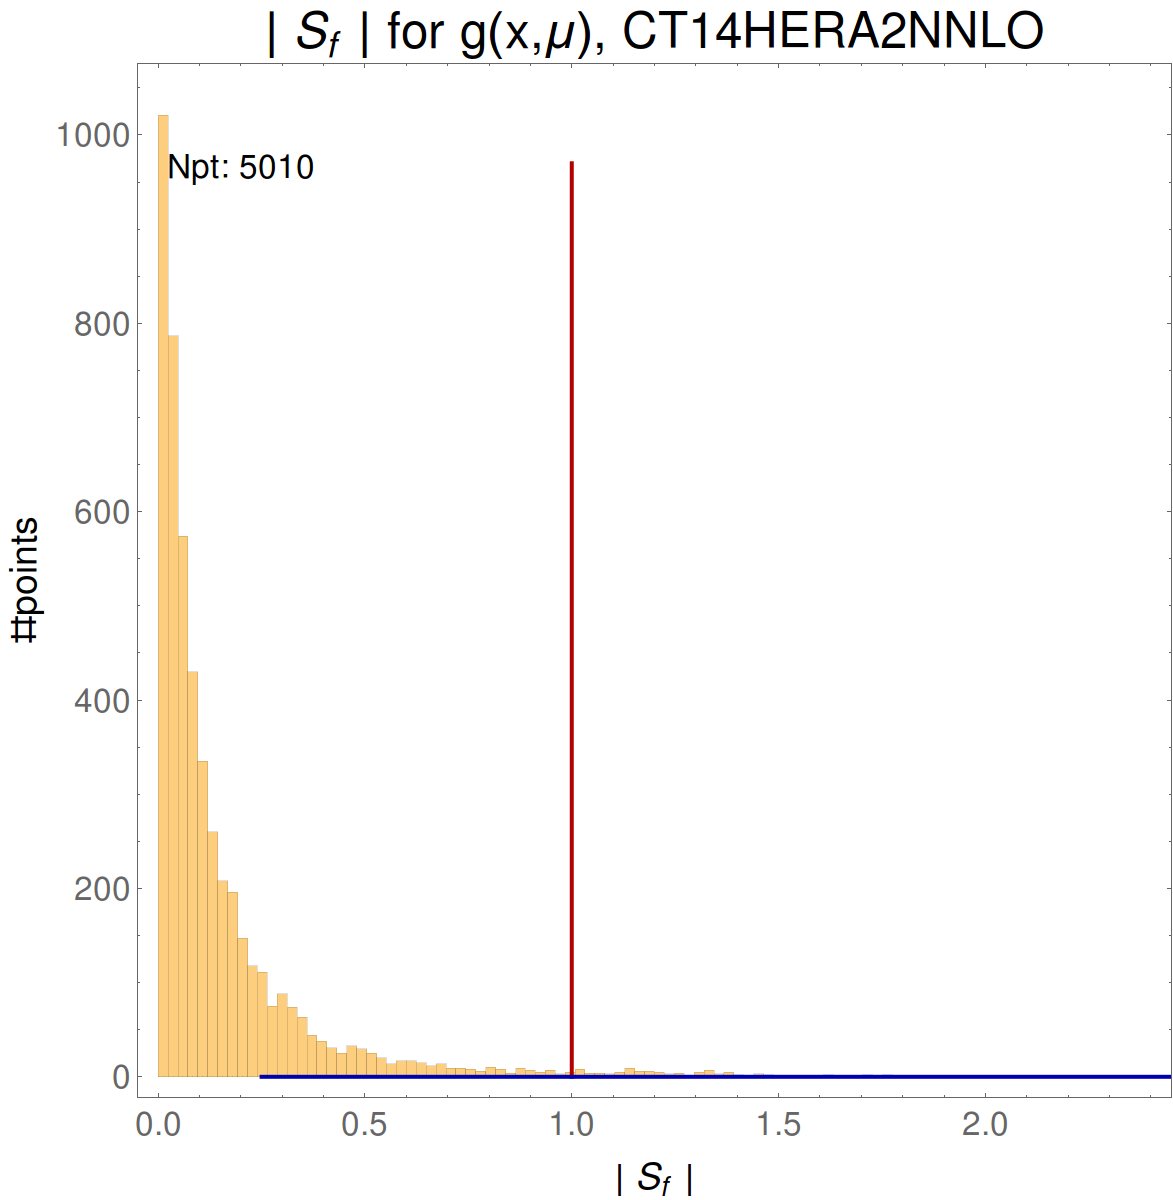 | S_f | for g(x,μ), CT14HERA2NNLO
1000
Npt: 5010
800
600
#points
400
200
0
0.0 0.5 1.0 1.5 2.0
| S_f |